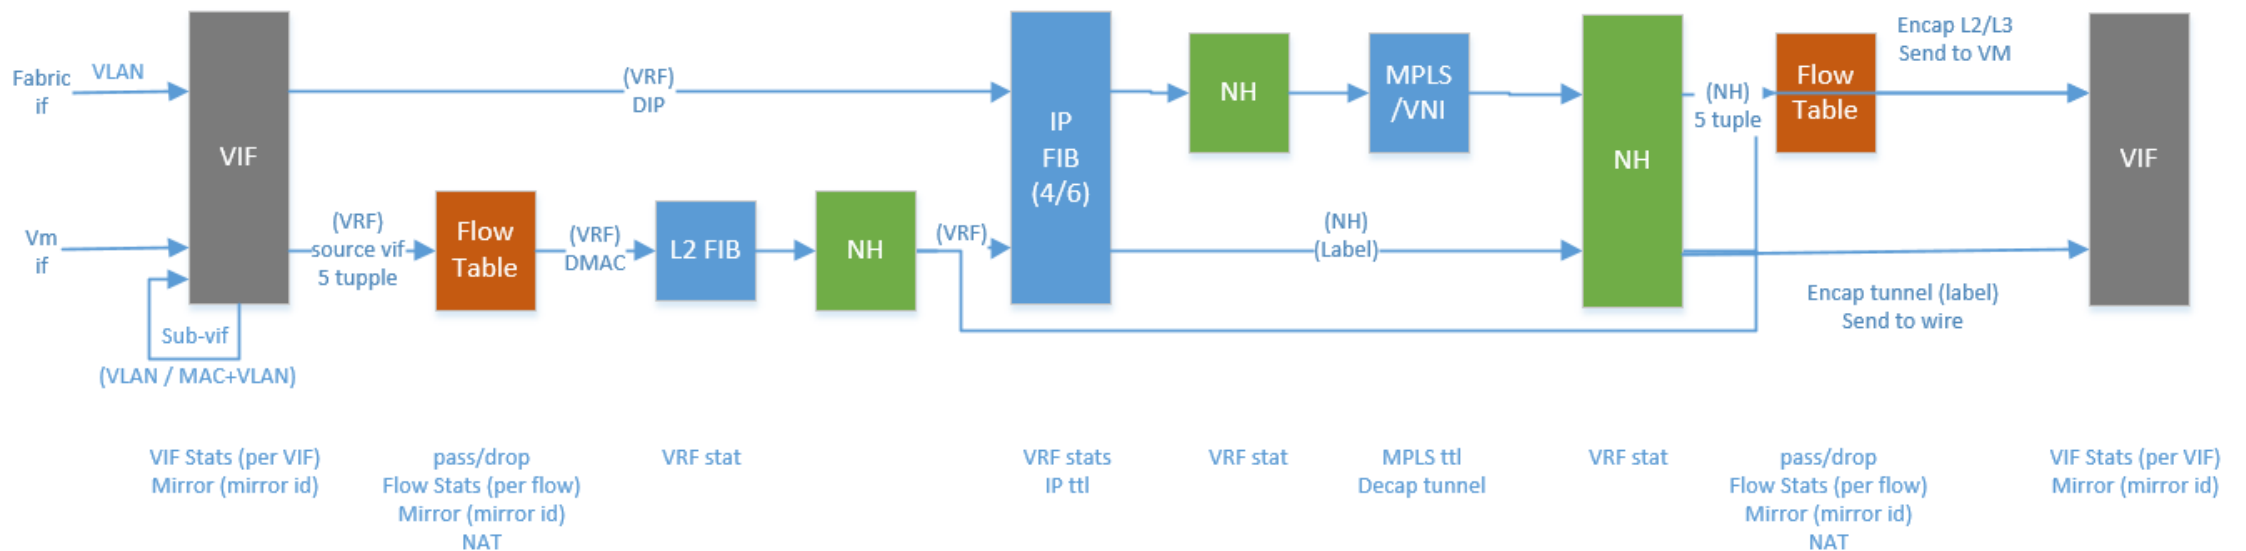 Fabric
if
VLAN
VIF
(VRF)
DIP
IP
FIB
(4/6)
NH
MPLS
/VNI
NH
(NH)
5 tuple
Flow
Table
Encap L2/L3
Send to VM
VIF
Vm
if
(VRF)
source vif
5 tupple
Flow
Table
(VRF)
DMAC
L2 FIB
NH
(VRF)
(NH)
(Label)
Encap tunnel (label)
Send to wire
Sub-vif
(VLAN / MAC+VLAN)
VIF Stats (per VIF)
Mirror (mirror id)
pass/drop
Flow Stats (per flow)
Mirror (mirror id)
NAT
VRF stat
VRF stats
IP ttl
VRF stat
MPLS ttl
Decap tunnel
VRF stat
pass/drop
Flow Stats (per flow)
Mirror (mirror id)
NAT
VIF Stats (per VIF)
Mirror (mirror id)